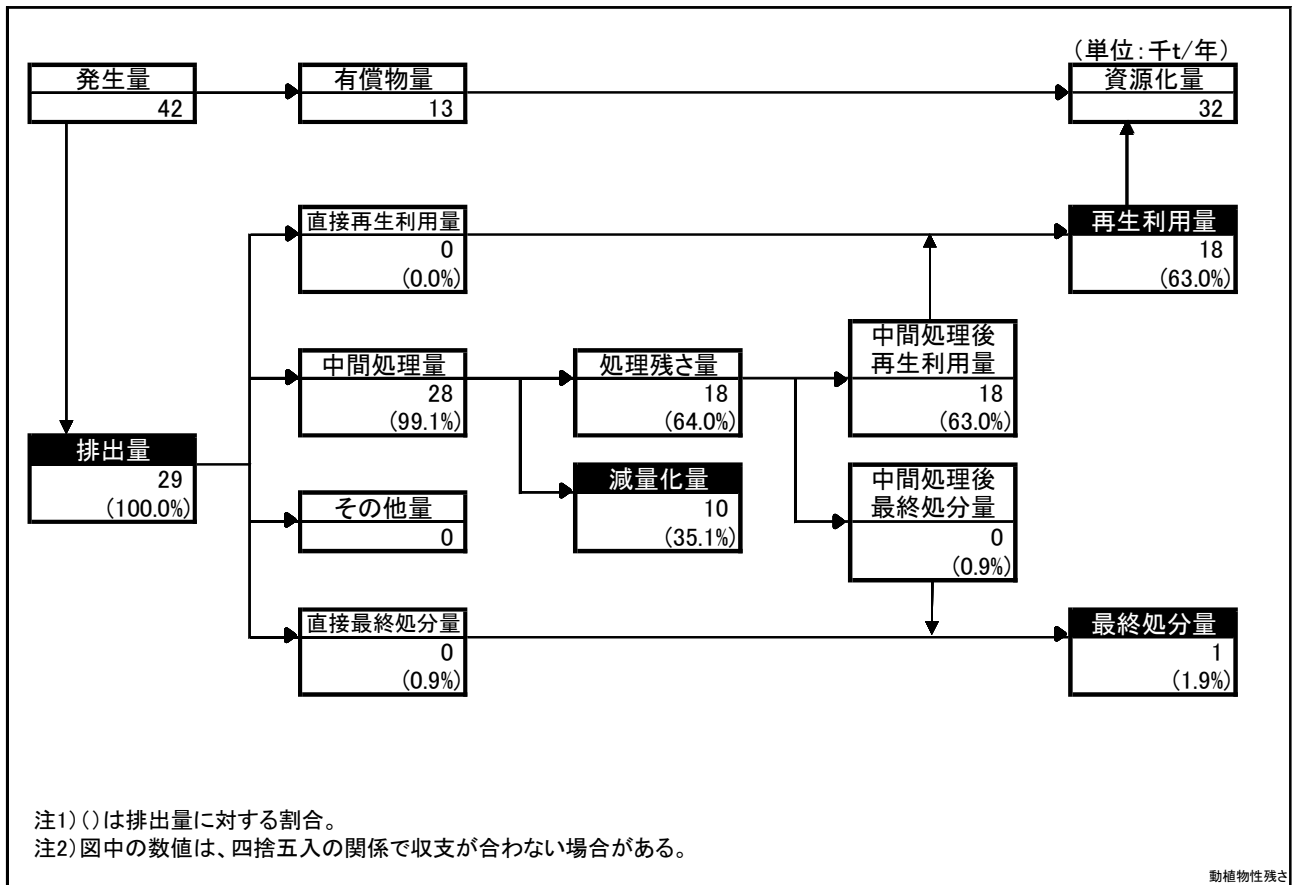 (単位:千t/年)
発生量
42
有償物量
13
資源化量
32
直接再生利用量
0
(0.0%)
再生利用量
18
(63.0%)
中間処理量
28
(99.1%)
処理残さ量
18
(64.0%)
中間処理後
再生利用量
18
(63.0%)
排出量
29
(100.0%)
減量化量
10
(35.1%)
中間処理後
最終処分量
0
(0.9%)
その他量
0
直接最終処分量
0
(0.9%)
最終処分量
1
(1.9%)
注1)()は排出量に対する割合。
注2)図中の数値は、四捨五入の関係で収支が合わない場合がある。
動植物性残さ